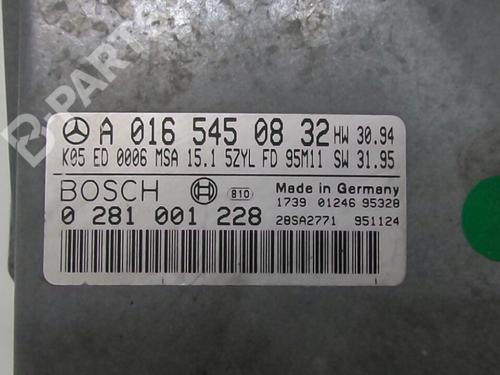 B PARTS
A 016 545 08 32 HW 30.94
K05 ED 0006 MSA 15.1 5ZYL FD 95M11 SW 31.95
BOSCH 810 Made in Germany
1739 01246 95328
0 281 001 228 28SA2771 951124